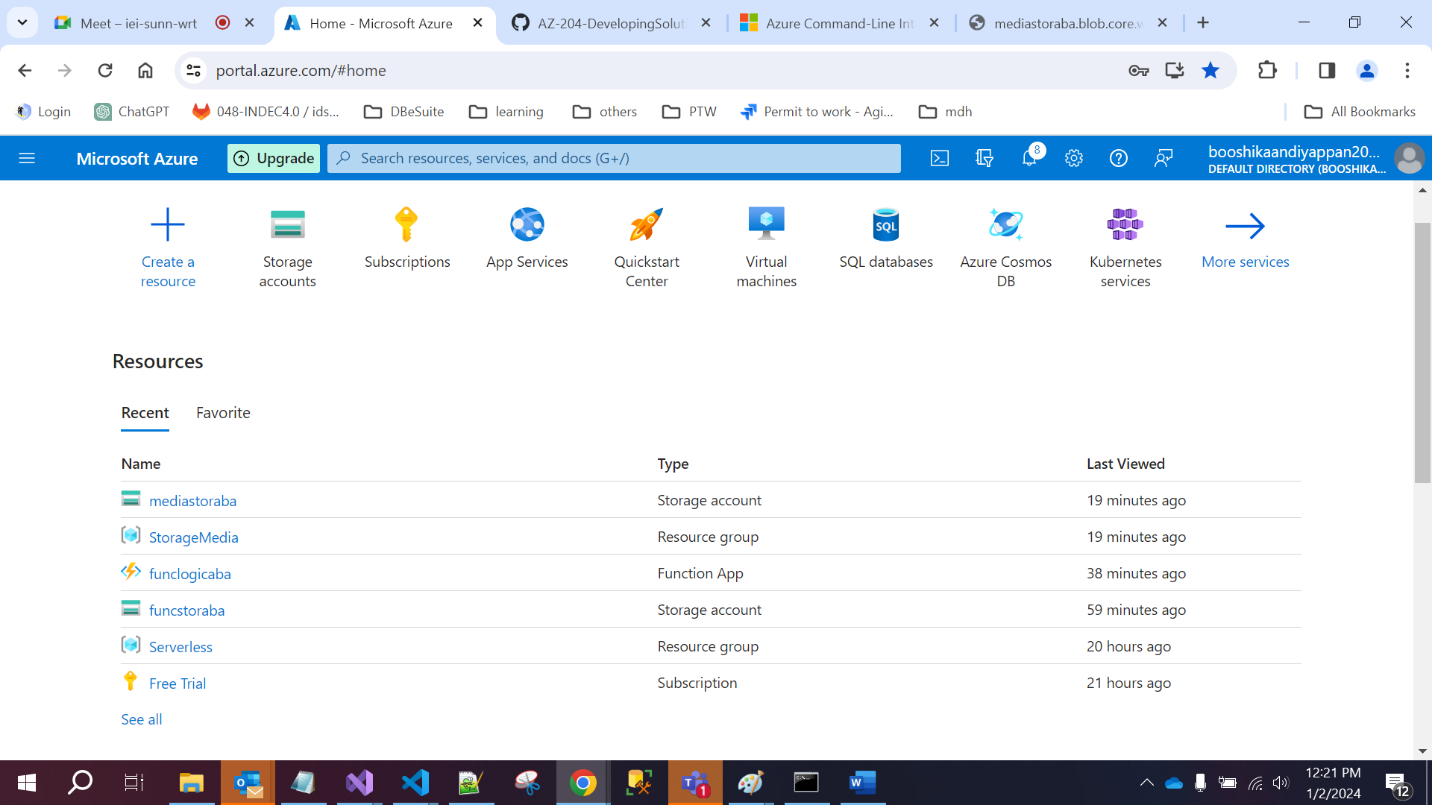 Meet – iei-sunn-wrt
Home - Microsoft Azure
AZ-204-DevelopingSolut
Azure Command-Line Int
mediastoraba.blob.core.w
portal.azure.com/#home
Login
ChatGPT
048-INDEC4.0 / ids...
DBeSuite
learning
others
PTW
Permit to work - Agi...
mdh
All Bookmarks
Microsoft Azure
Upgrade
Search resources, services, and docs (G+/)
8
booshikaandiyappan20...
DEFAULT DIRECTORY (BOOSHIKA...
Create a
resource
Storage
accounts
Subscriptions
App Services
Quickstart
Center
Virtual
machines
SQL
SQL databases
Azure Cosmos
DB
Kubernetes
services
More services
Resources
Recent Favorite
Name Type Last Viewed
mediastoraba Storage account 19 minutes ago
StorageMedia Resource group 19 minutes ago
funclogicaba Function App 38 minutes ago
funcstoraba Storage account 59 minutes ago
Serverless Resource group 20 hours ago
Free Trial Subscription 21 hours ago
See all
12:21 PM
1/2/2024
1
12